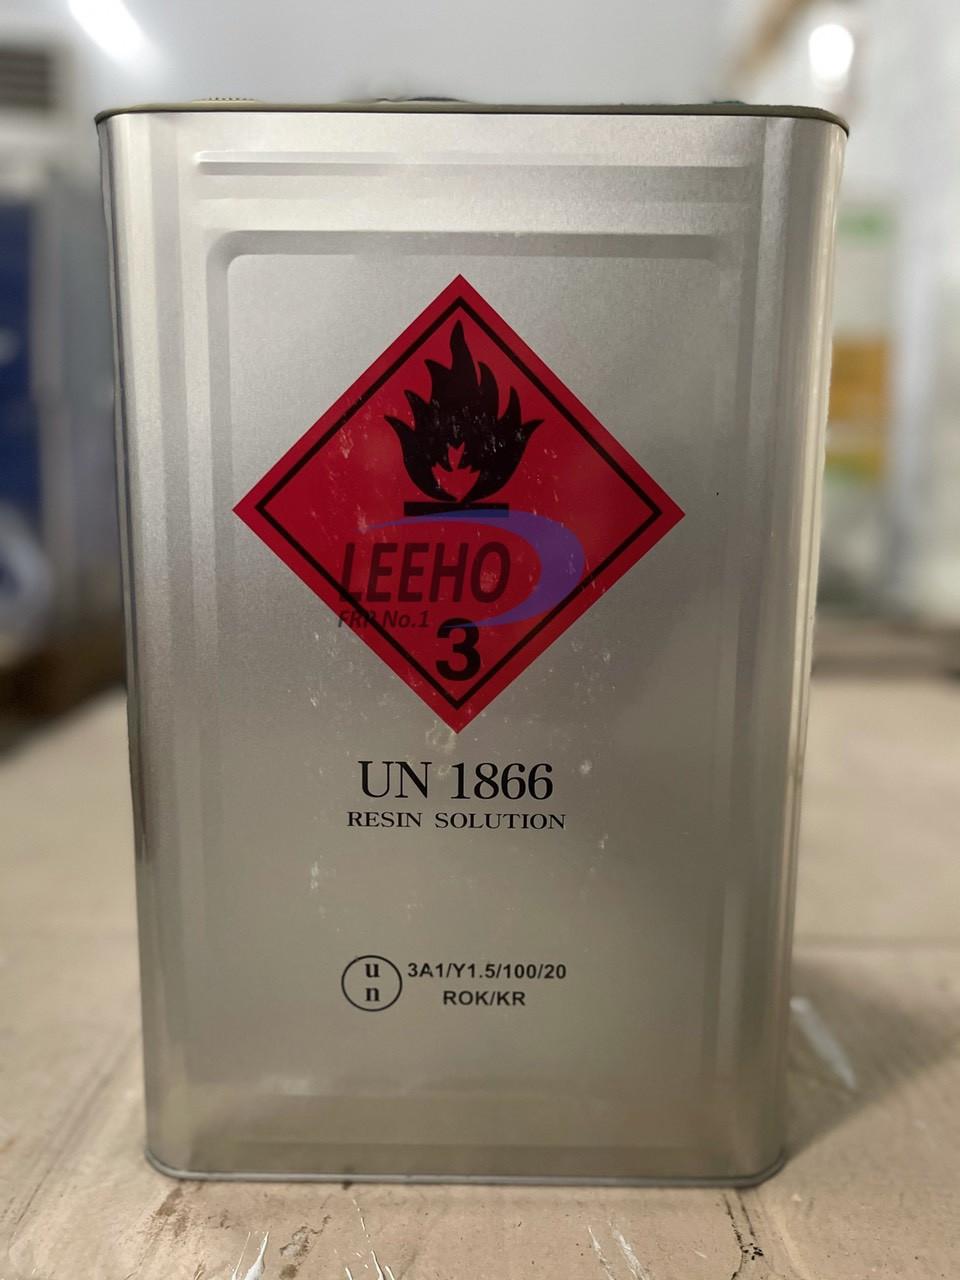 LEEHO
FRP No.1
3
UN 1866
RESIN SOLUTION
u
n
3A1/Y1.5/100/20
ROK/KR